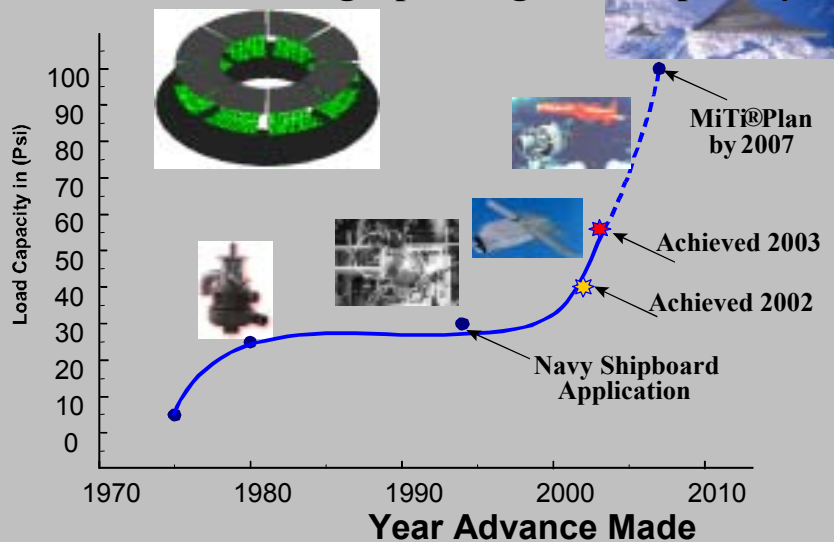 100
90
80
70
60
50
40
30
20
10
0
Load Capacity in (Psi)
MiTi®Plan
by 2007
Achieved 2003
Achieved 2002
Navy Shipboard
Application
1970 1980 1990 2000 2010
Year Advance Made